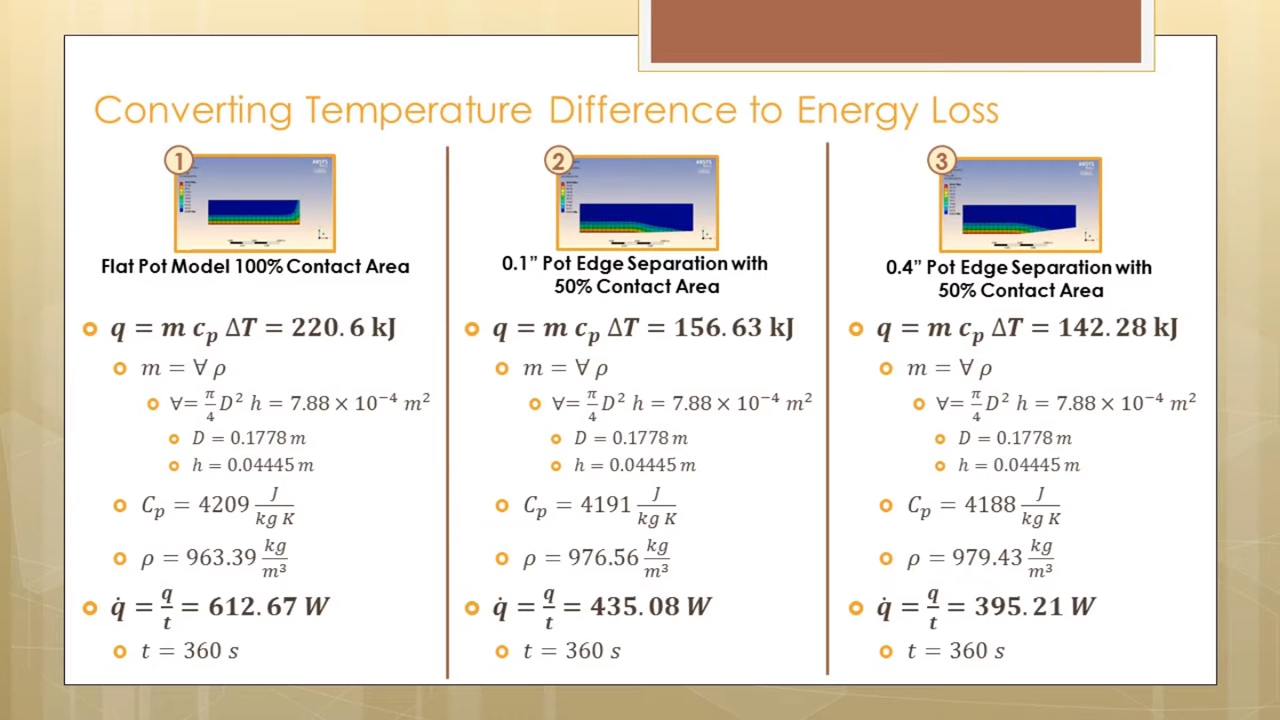 Converting Temperature Difference to Energy Loss
1
ANSYS
Flat Pot Model 100% Contact Area
q = m c_p ΔT = 220.6 kJ
m = ∀ ρ
∀= π/4 D² h = 7.88 × 10⁻⁴ m²
D = 0.1778 m
h = 0.04445 m
C_p = 4209 J/kg K
ρ = 963.39 kg/m³
q̇ = q/t = 612.67 W
t = 360 s
2
ANSYS
0.1” Pot Edge Separation with
50% Contact Area
q = m c_p ΔT = 156.63 kJ
m = ∀ ρ
∀= π/4 D² h = 7.88 × 10⁻⁴ m²
D = 0.1778 m
h = 0.04445 m
C_p = 4191 J/kg K
ρ = 976.56 kg/m³
q̇ = q/t = 435.08 W
t = 360 s
3
ANSYS
0.4” Pot Edge Separation with
50% Contact Area
q = m c_p ΔT = 142.28 kJ
m = ∀ ρ
∀= π/4 D² h = 7.88 × 10⁻⁴ m²
D = 0.1778 m
h = 0.04445 m
C_p = 4188 J/kg K
ρ = 979.43 kg/m³
q̇ = q/t = 395.21 W
t = 360 s